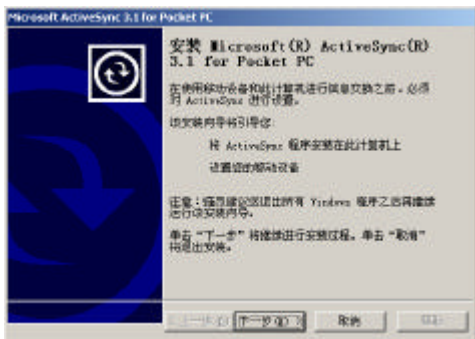 Microsoft ActiveSync 3.1 for Pocket PC
安装 Microsoft(R) ActiveSync(R)
3.1 for Pocket PC
在使用移动设备和此计算机进行信息交换之前，必须
对 ActiveSync 进行设置。
该安装向导将引导您:
将 ActiveSync 程序安装在此计算机上
设置您的移动设备
注意：强烈建议您退出所有 Windows 程序之后再继续
运行该安装向导。
单击 “下一步” 将继续进行安装过程。单击 “取消”
将退出安装。
下一步(N) >
取消